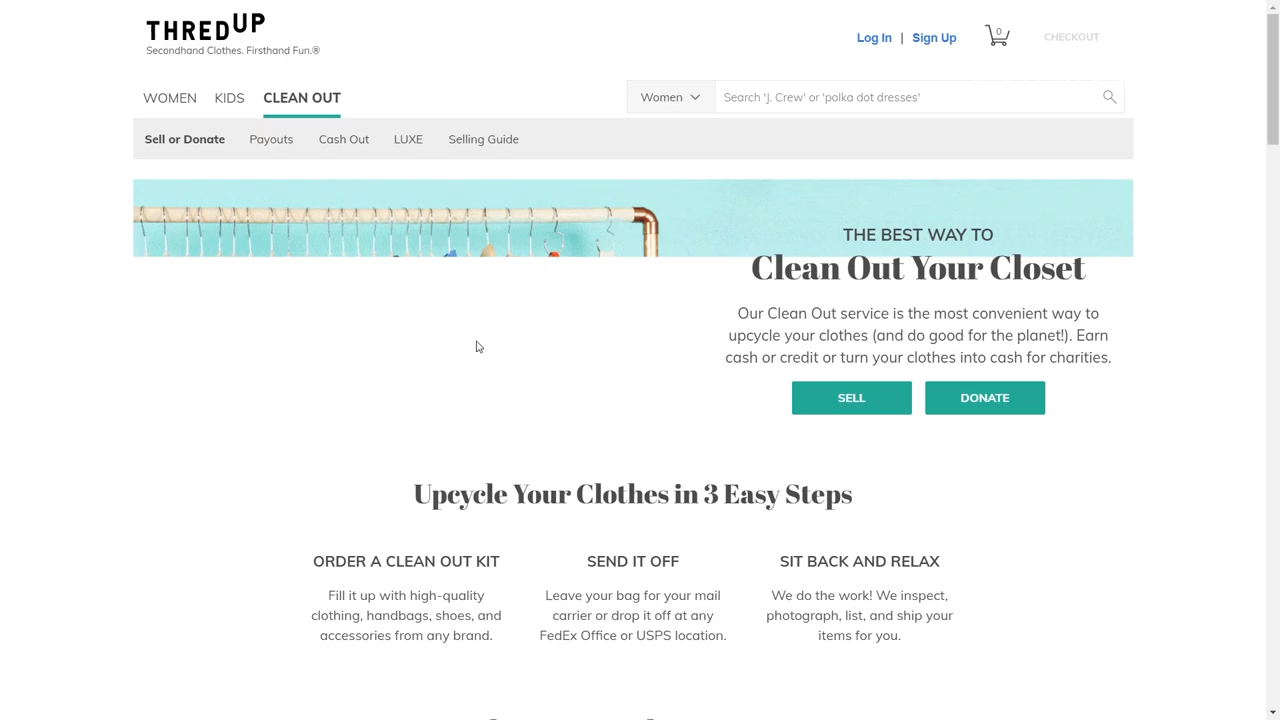 THREDUP
Secondhand Clothes. Firsthand Fun.®
Log In | Sign Up
0
CHECKOUT
WOMEN
KIDS
CLEAN OUT
Women
Search 'J. Crew' or 'polka dot dresses'
Sell or Donate
Payouts
Cash Out
LUXE
Selling Guide
THE BEST WAY TO
Clean Out Your Closet
Our Clean Out service is the most convenient way to
upcycle your clothes (and do good for the planet!). Earn
cash or credit or turn your clothes into cash for charities.
SELL
DONATE
Upcycle Your Clothes in 3 Easy Steps
ORDER A CLEAN OUT KIT
Fill it up with high-quality
clothing, handbags, shoes, and
accessories from any brand.
SEND IT OFF
Leave your bag for your mail
carrier or drop it off at any
FedEx Office or USPS location.
SIT BACK AND RELAX
We do the work! We inspect,
photograph, list, and ship your
items for you.